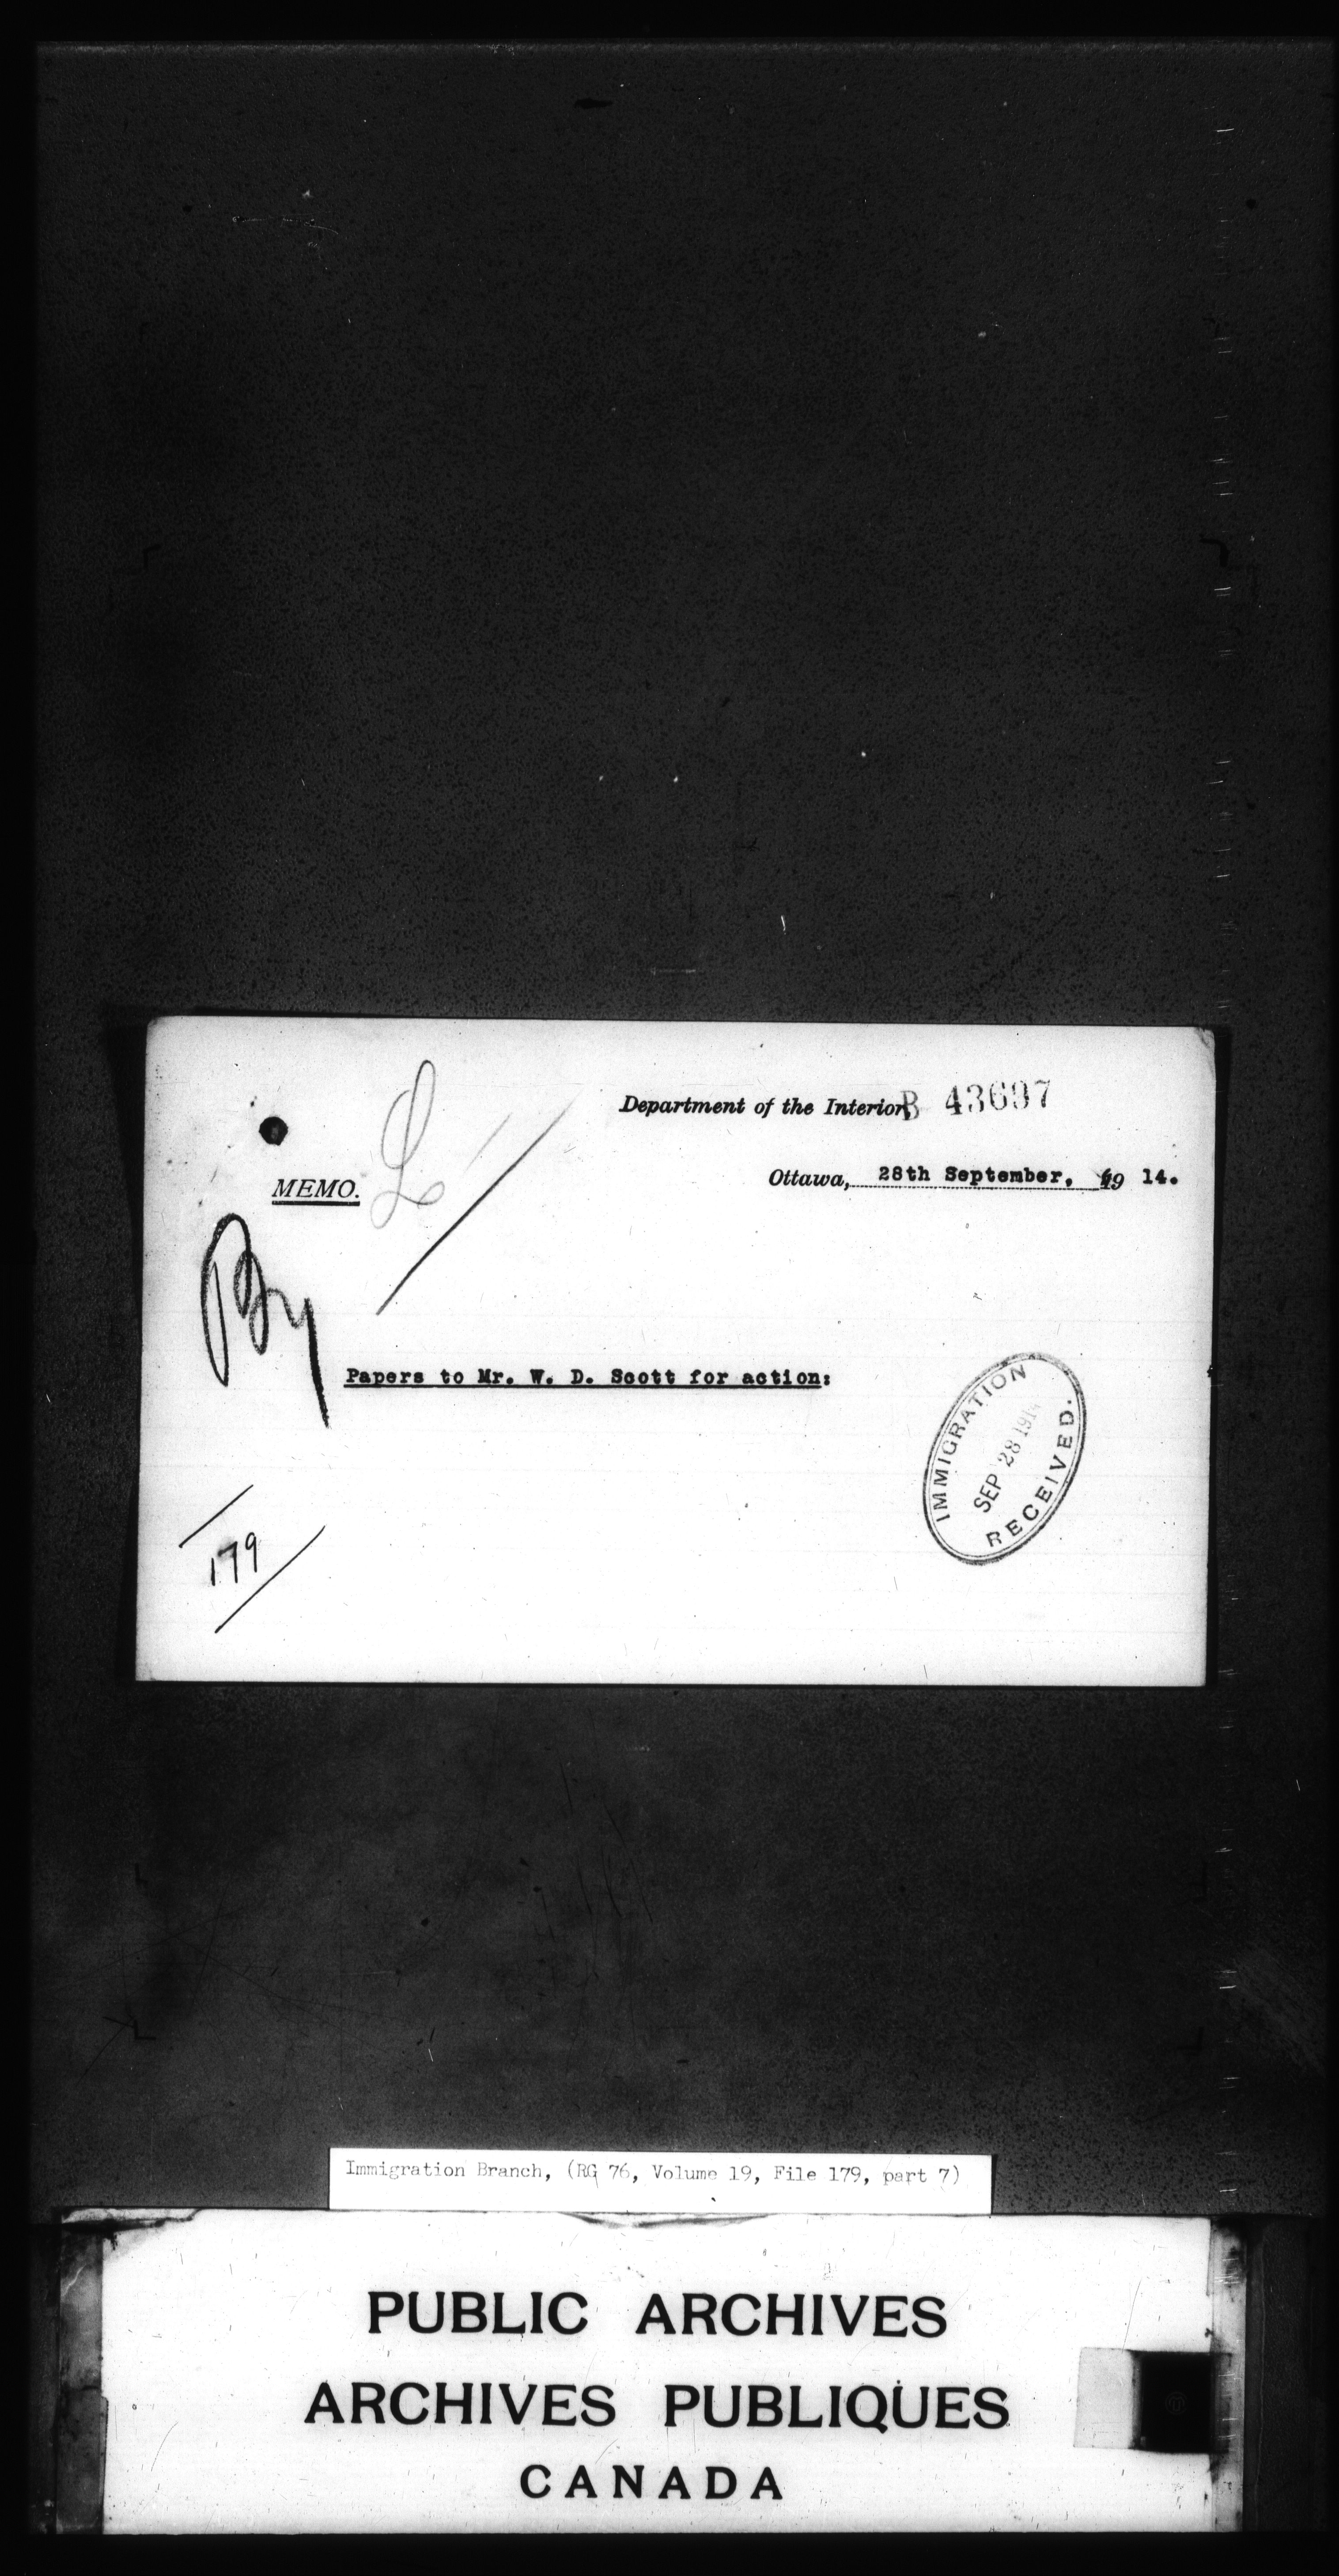 Department of the Interior, B 43697
MEMO.
Ottawa, 28th September, 19 14.
By
Papers to Mr. W. D. Scott for action:
IMMIGRATION
SEP 28 1914
RECEIVED.
179
Immigration Branch, (RG 76, Volume 19, File 179, part 7)
PUBLIC ARCHIVES
ARCHIVES PUBLIQUES
CANADA